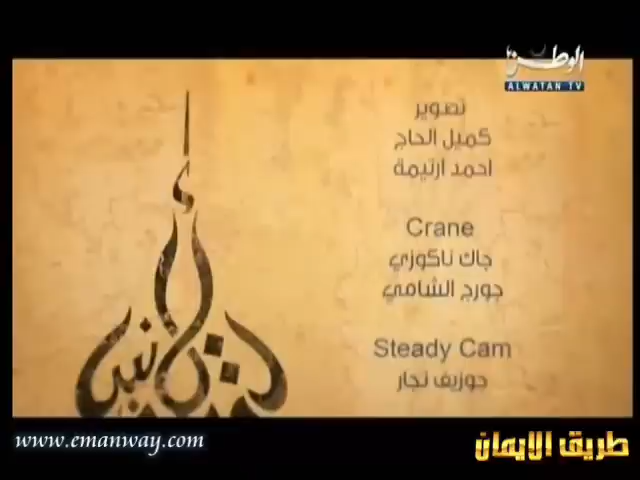 الوطن
ALWATAN TV
تصوير
كميل الحاج
احمد ارتيمة
Crane
جاك ناكوزي
جورج الشامي
Steady Cam
جوزيف نجار
www.emanway.com
طريق الايمان